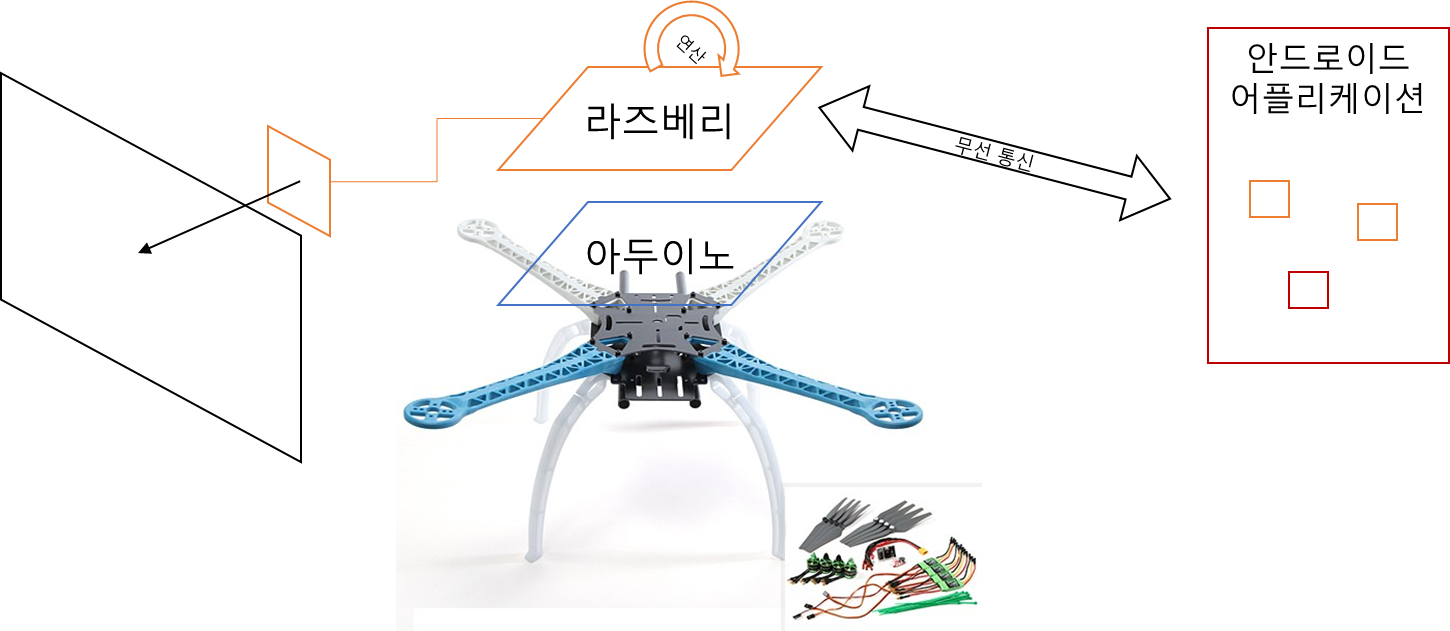 연산
라즈베리
안드로이드
어플리케이션
무선 통신
아두이노